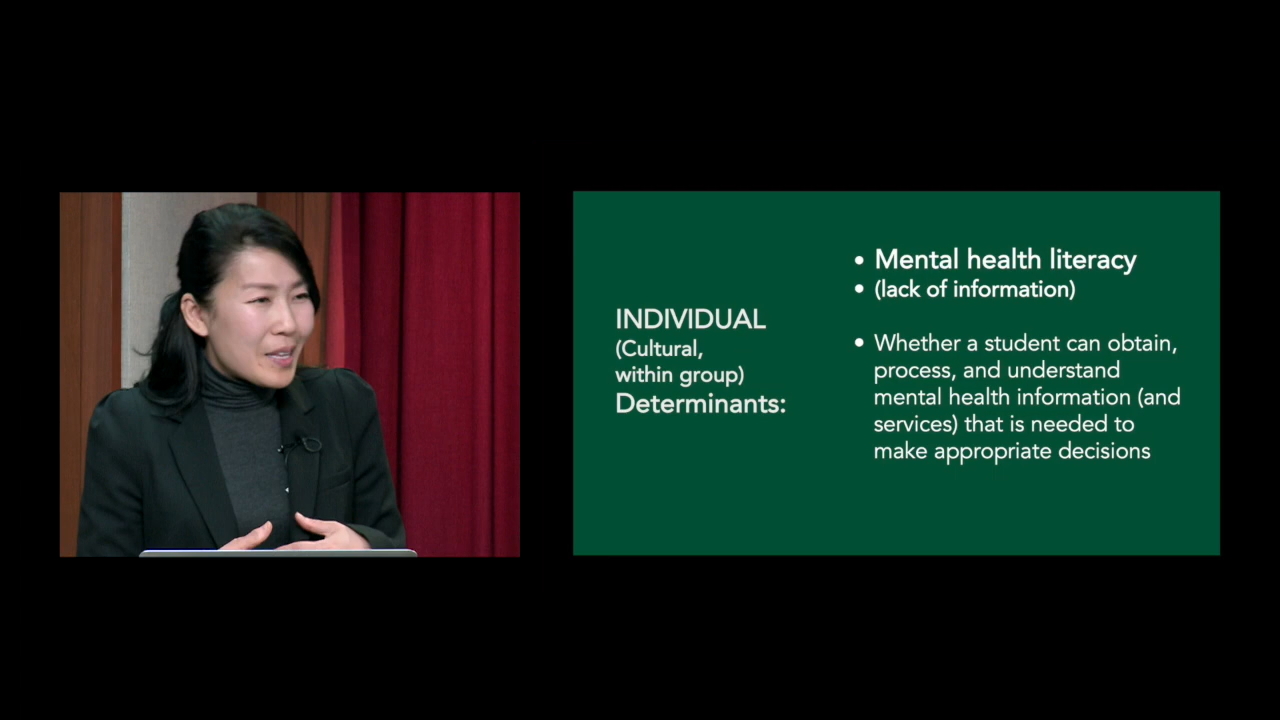 INDIVIDUAL
(Cultural,
within group)
Determinants:
• Mental health literacy
• (lack of information)
• Whether a student can obtain,
process, and understand
mental health information (and
services) that is needed to
make appropriate decisions